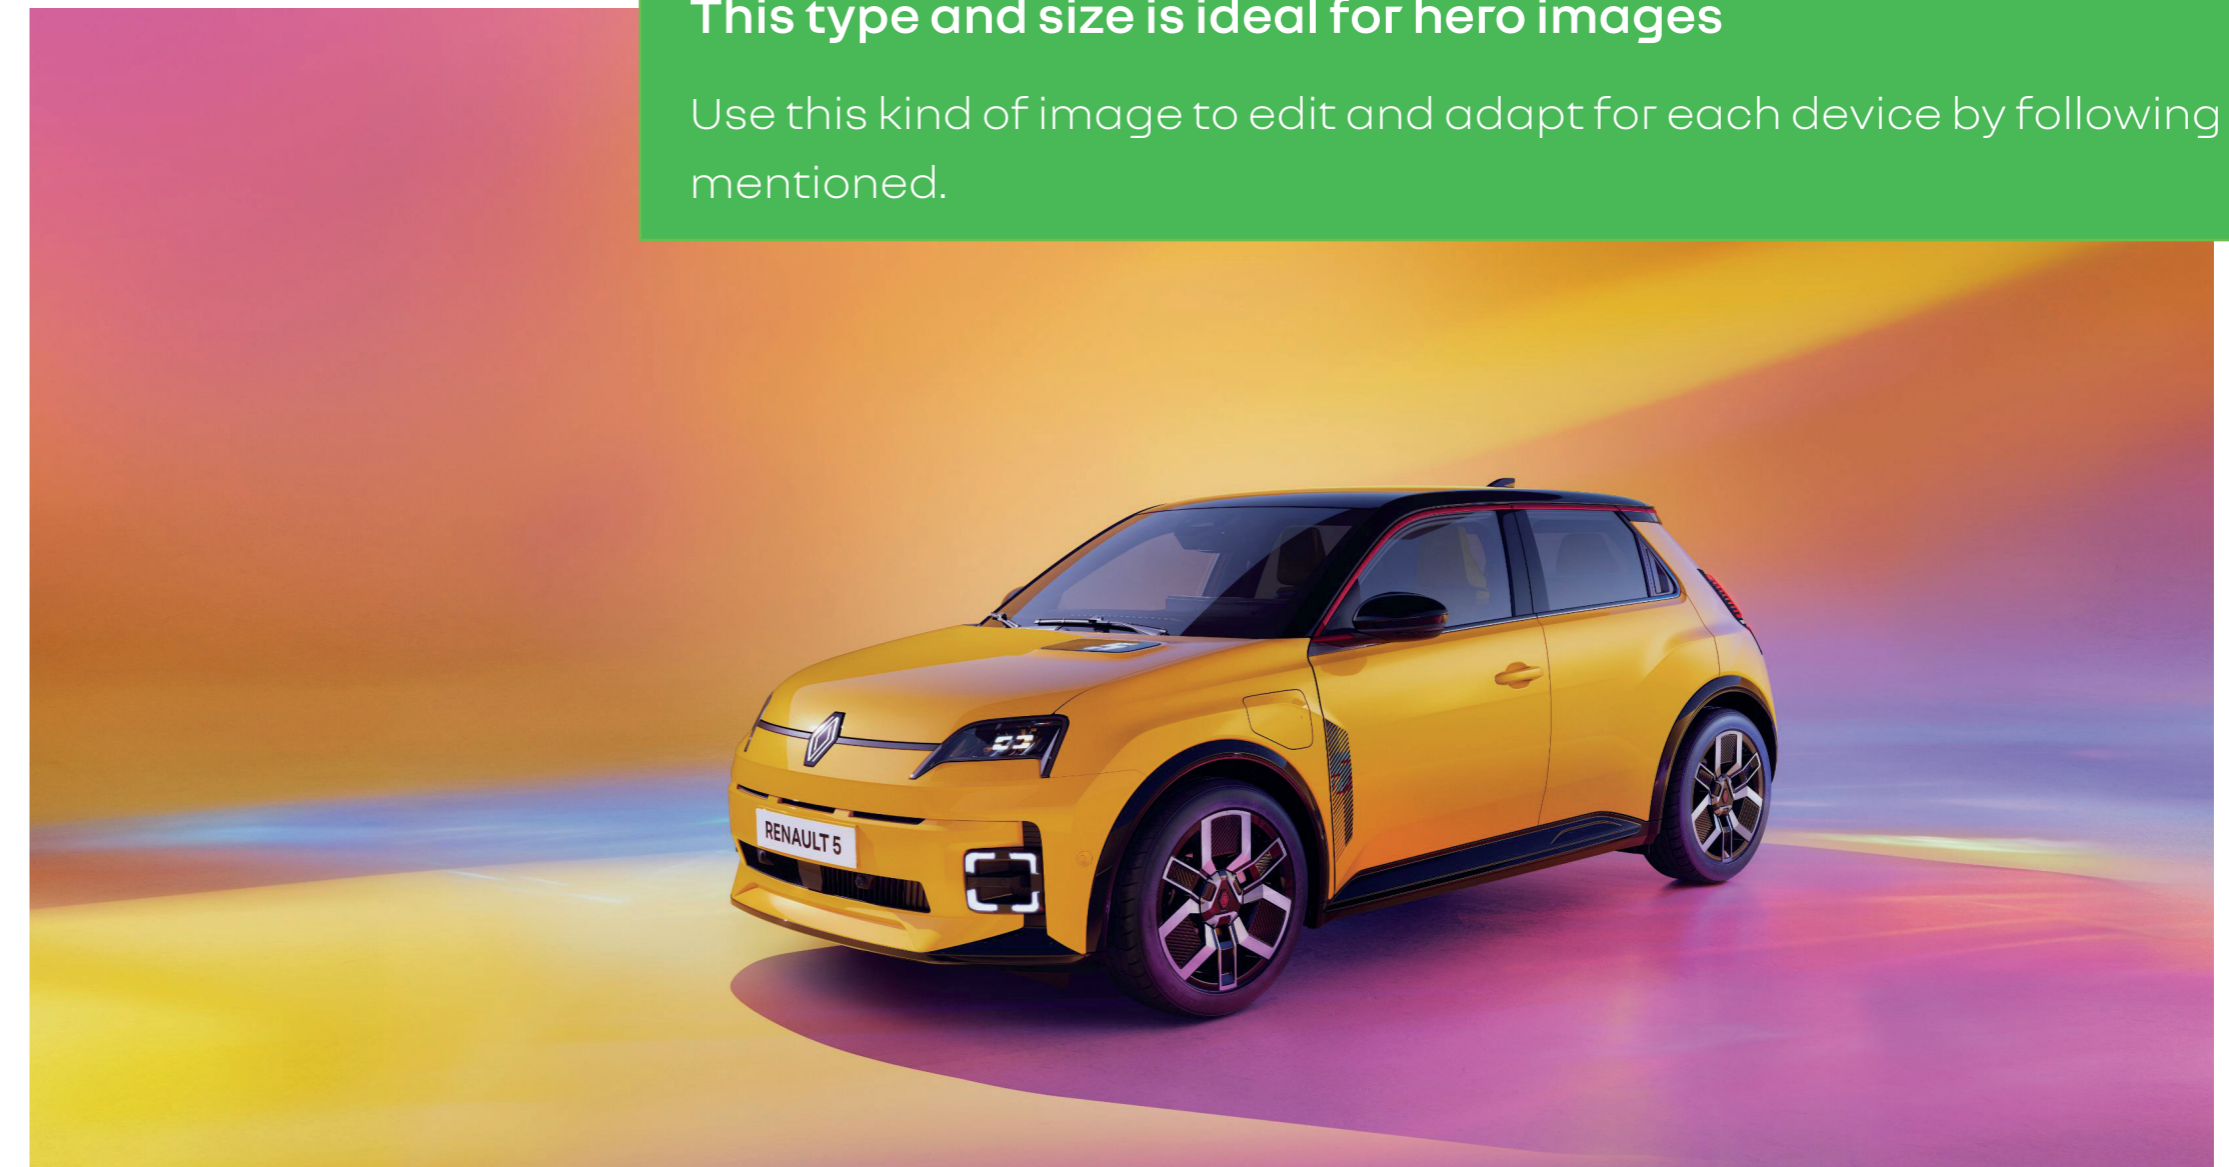 This type and size is ideal for hero images
Use this kind of image to edit and adapt for each device by following
mentioned.
RENAULT 5